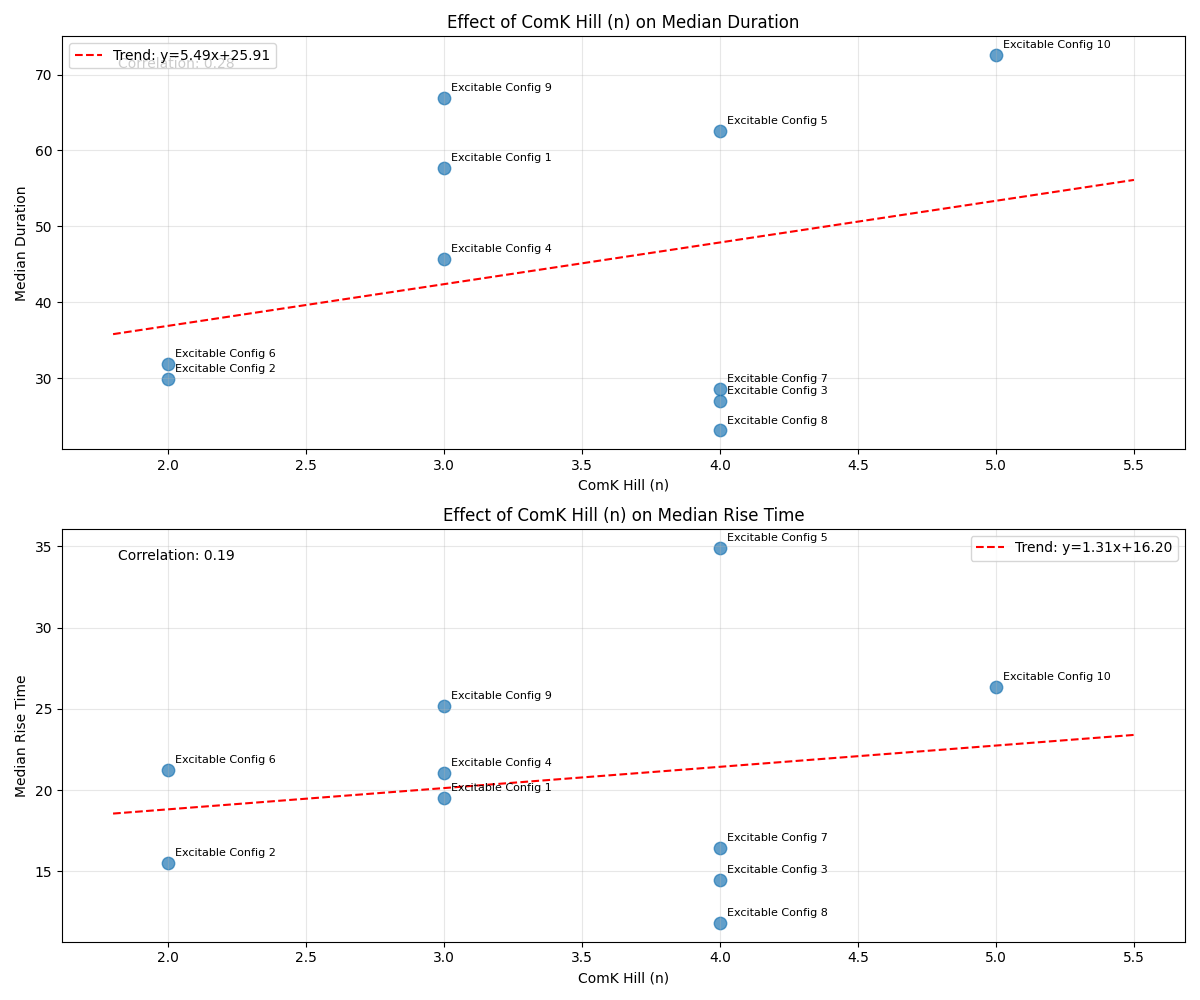 Effect of ComK Hill (n) on Median Duration
Trend: y=5.49x+25.91
Correlation: 0.28
Excitable Config 10
Excitable Config 9
Excitable Config 5
Excitable Config 1
Excitable Config 4
Excitable Config 6
Excitable Config 2
Excitable Config 7
Excitable Config 3
Excitable Config 8
Median Duration
70
60
50
40
30
2.0 2.5 3.0 3.5 4.0 4.5 5.0 5.5
ComK Hill (n)
Effect of ComK Hill (n) on Median Rise Time
Correlation: 0.19
Trend: y=1.31x+16.20
Excitable Config 5
Excitable Config 10
Excitable Config 9
Excitable Config 6
Excitable Config 4
Excitable Config 1
Excitable Config 7
Excitable Config 2
Excitable Config 3
Excitable Config 8
Median Rise Time
35
30
25
20
15
2.0 2.5 3.0 3.5 4.0 4.5 5.0 5.5
ComK Hill (n)